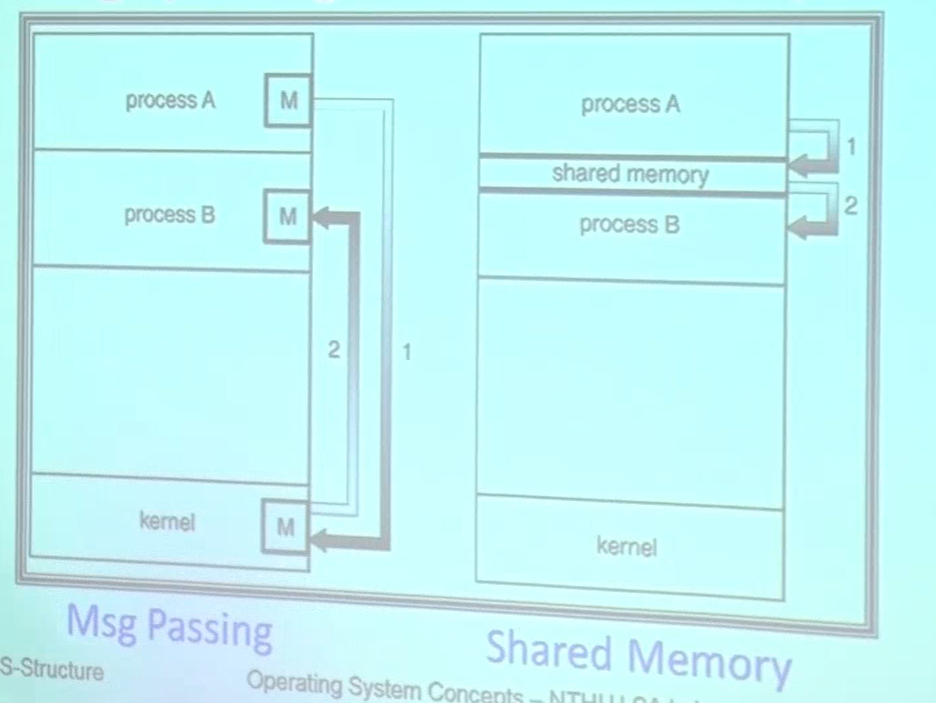 process A
M
process B
M
2
1
kernel
M
Msg Passing
process A
1
shared memory
2
process B
kernel
Shared Memory
S-Structure
Operating System Concepts – NTHU